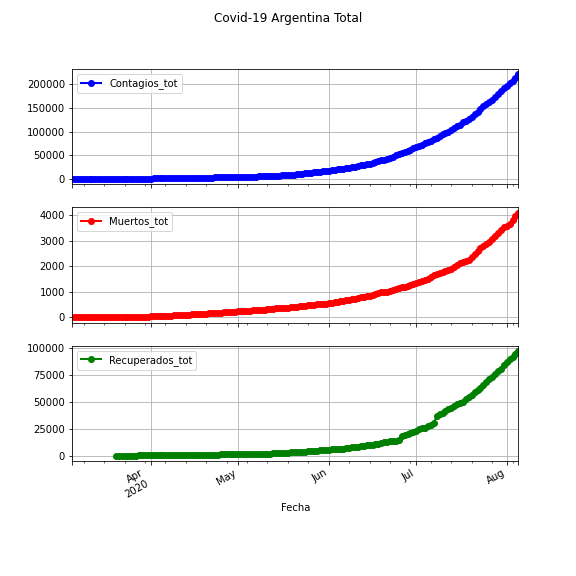 Covid-19 Argentina Total
Contagios_tot
200000
150000
100000
50000
0
Muertos_tot
4000
3000
2000
1000
0
Recuperados_tot
100000
75000
50000
25000
0
Apr
2020
May
Jun
Jul
Aug
Fecha